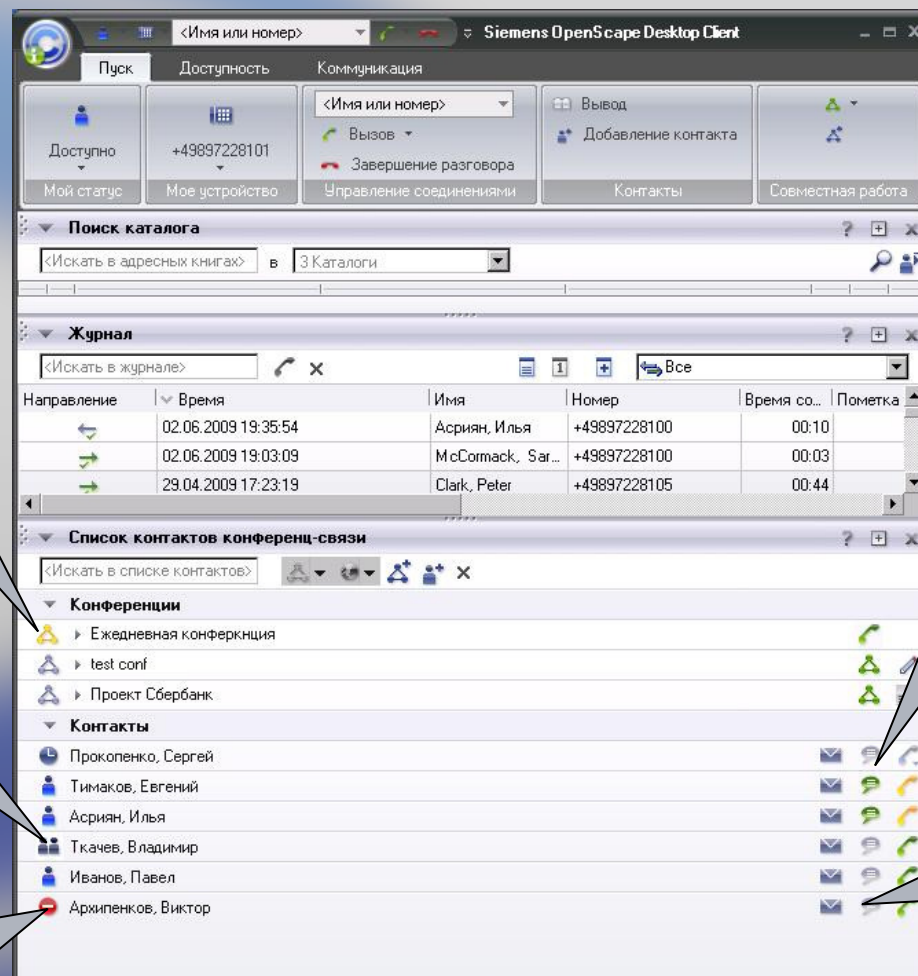 <Имя или номер> Siemens OpenScape Desktop Client
Пуск Доступность Коммуникация
<Имя или номер> Вывод
Доступно +49897228101 Вызов Добавление контакта
Завершение разговора
Мой статус Мое устройство Управление соединениями Контакты Совместная работа
Поиск каталога
<Искать в адресных книгах> в 3 Каталоги
Журнал
<Искать в журнале> 1 Все
Направление Время Имя Номер Время со... Пометка
02.06.2009 19:35:54 Асриян, Илья +49897228100 00:10
02.06.2009 19:03:09 McCormack, Sar... +49897228100 00:03
29.04.2009 17:23:19 Clark, Peter +49897228105 00:44
Список контактов конференц-связи
<Искать в списке контактов>
Конференции
Ежедневная конферкнция
test conf
Проект Сбербанк
Контакты
Прокопенко, Сергей
Тимаков, Евгений
Асриян, Илья
Ткачев, Владимир
Иванов, Павел
Архипенков, Виктор